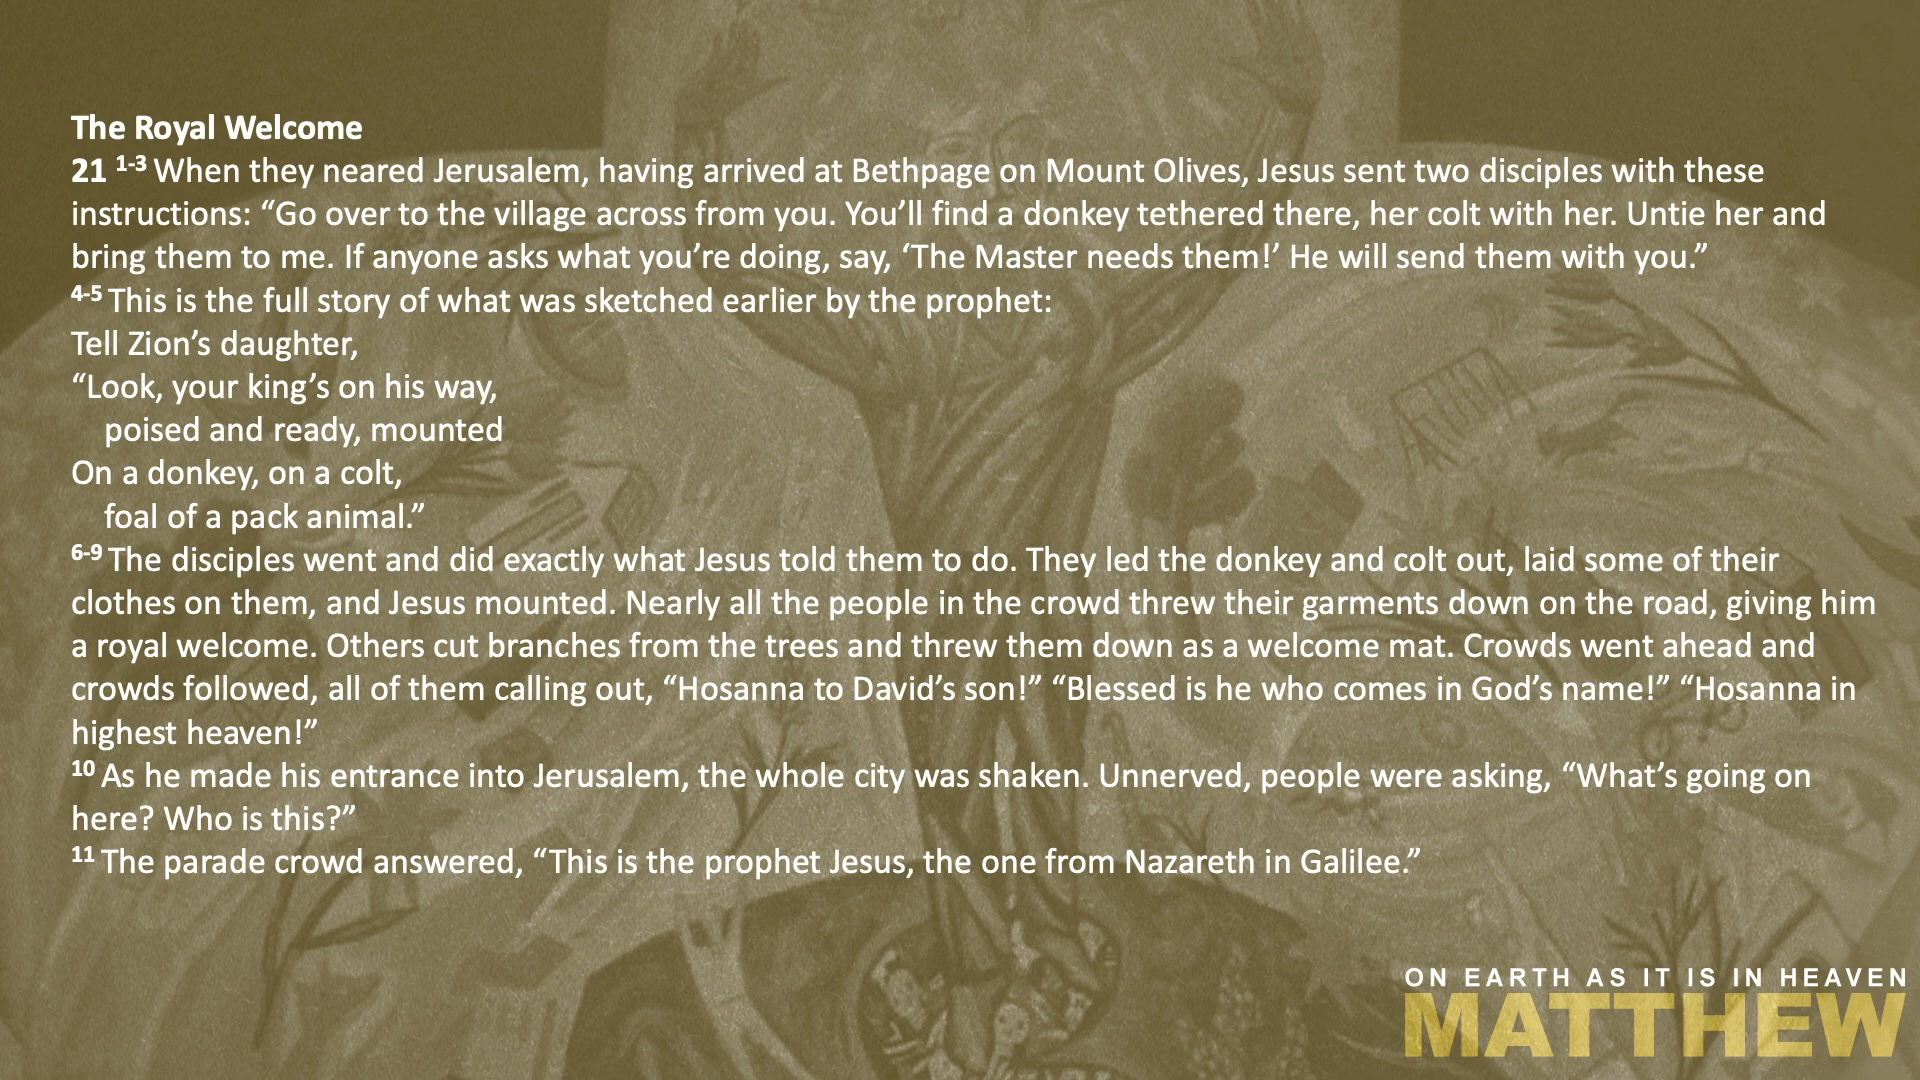 The Royal Welcome
21 1-3 When they neared Jerusalem, having arrived at Bethpage on Mount Olives, Jesus sent two disciples with these
instructions: “Go over to the village across from you. You’ll find a donkey tethered there, her colt with her. Untie her and
bring them to me. If anyone asks what you’re doing, say, ‘The Master needs them!’ He will send them with you.”
4-5 This is the full story of what was sketched earlier by the prophet:
Tell Zion’s daughter,
“Look, your king’s on his way,
poised and ready, mounted
On a donkey, on a colt,
foal of a pack animal.”
6-9 The disciples went and did exactly what Jesus told them to do. They led the donkey and colt out, laid some of their
clothes on them, and Jesus mounted. Nearly all the people in the crowd threw their garments down on the road, giving him
a royal welcome. Others cut branches from the trees and threw them down as a welcome mat. Crowds went ahead and
crowds followed, all of them calling out, “Hosanna to David’s son!” “Blessed is he who comes in God’s name!” “Hosanna in
highest heaven!”
10 As he made his entrance into Jerusalem, the whole city was shaken. Unnerved, people were asking, “What’s going on
here? Who is this?”
11 The parade crowd answered, “This is the prophet Jesus, the one from Nazareth in Galilee.”
ON EARTH AS IT IS IN HEAVEN
MATTHEW